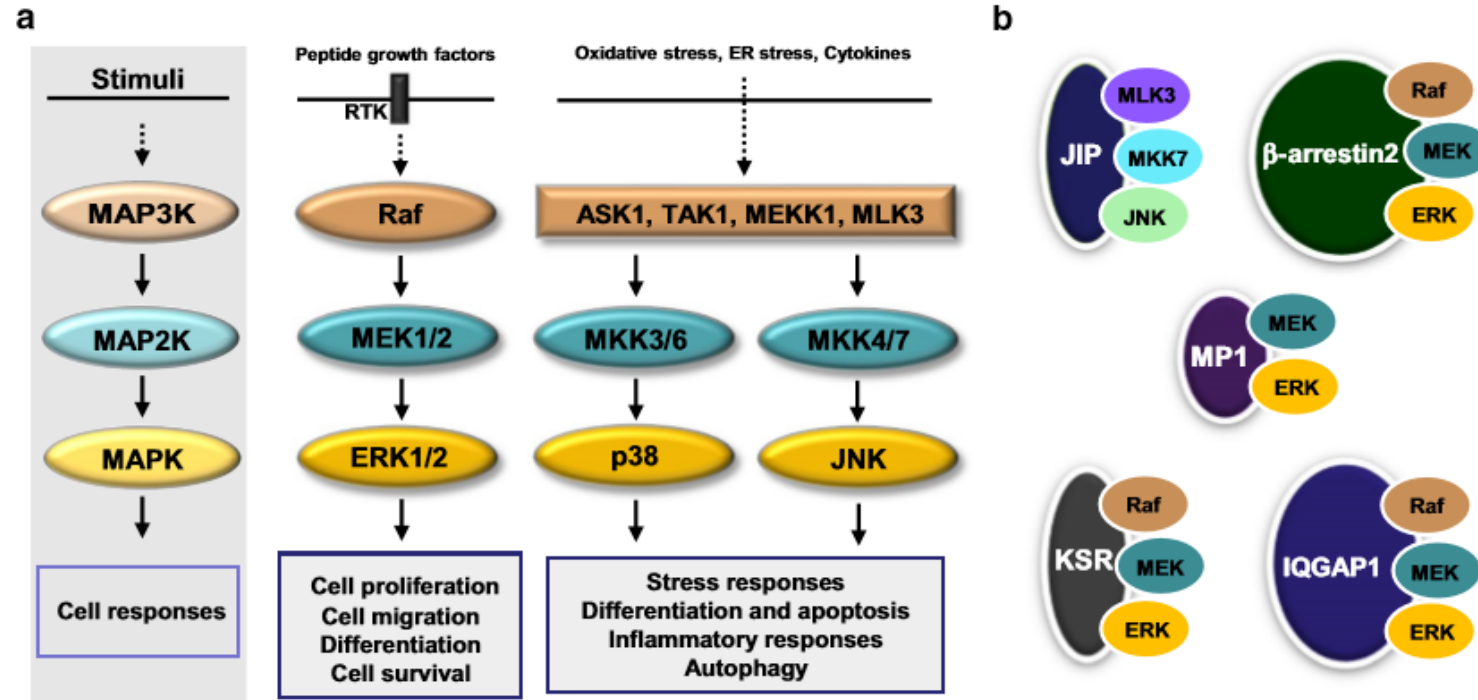 a
Stimuli
MAP3K
MAP2K
MAPK
Cell responses
Peptide growth factors
RTK
Raf
MEK1/2
ERK1/2
Cell proliferation
Cell migration
Differentiation
Cell survival
Oxidative stress, ER stress, Cytokines
ASK1, TAK1, MEKK1, MLK3
MKK3/6
MKK4/7
p38
JNK
Stress responses
Differentiation and apoptosis
Inflammatory responses
Autophagy
b
JIP
MLK3
MKK7
JNK
β-arrestin2
Raf
MEK
ERK
MP1
MEK
ERK
KSR
Raf
MEK
ERK
IQGAP1
Raf
MEK
ERK